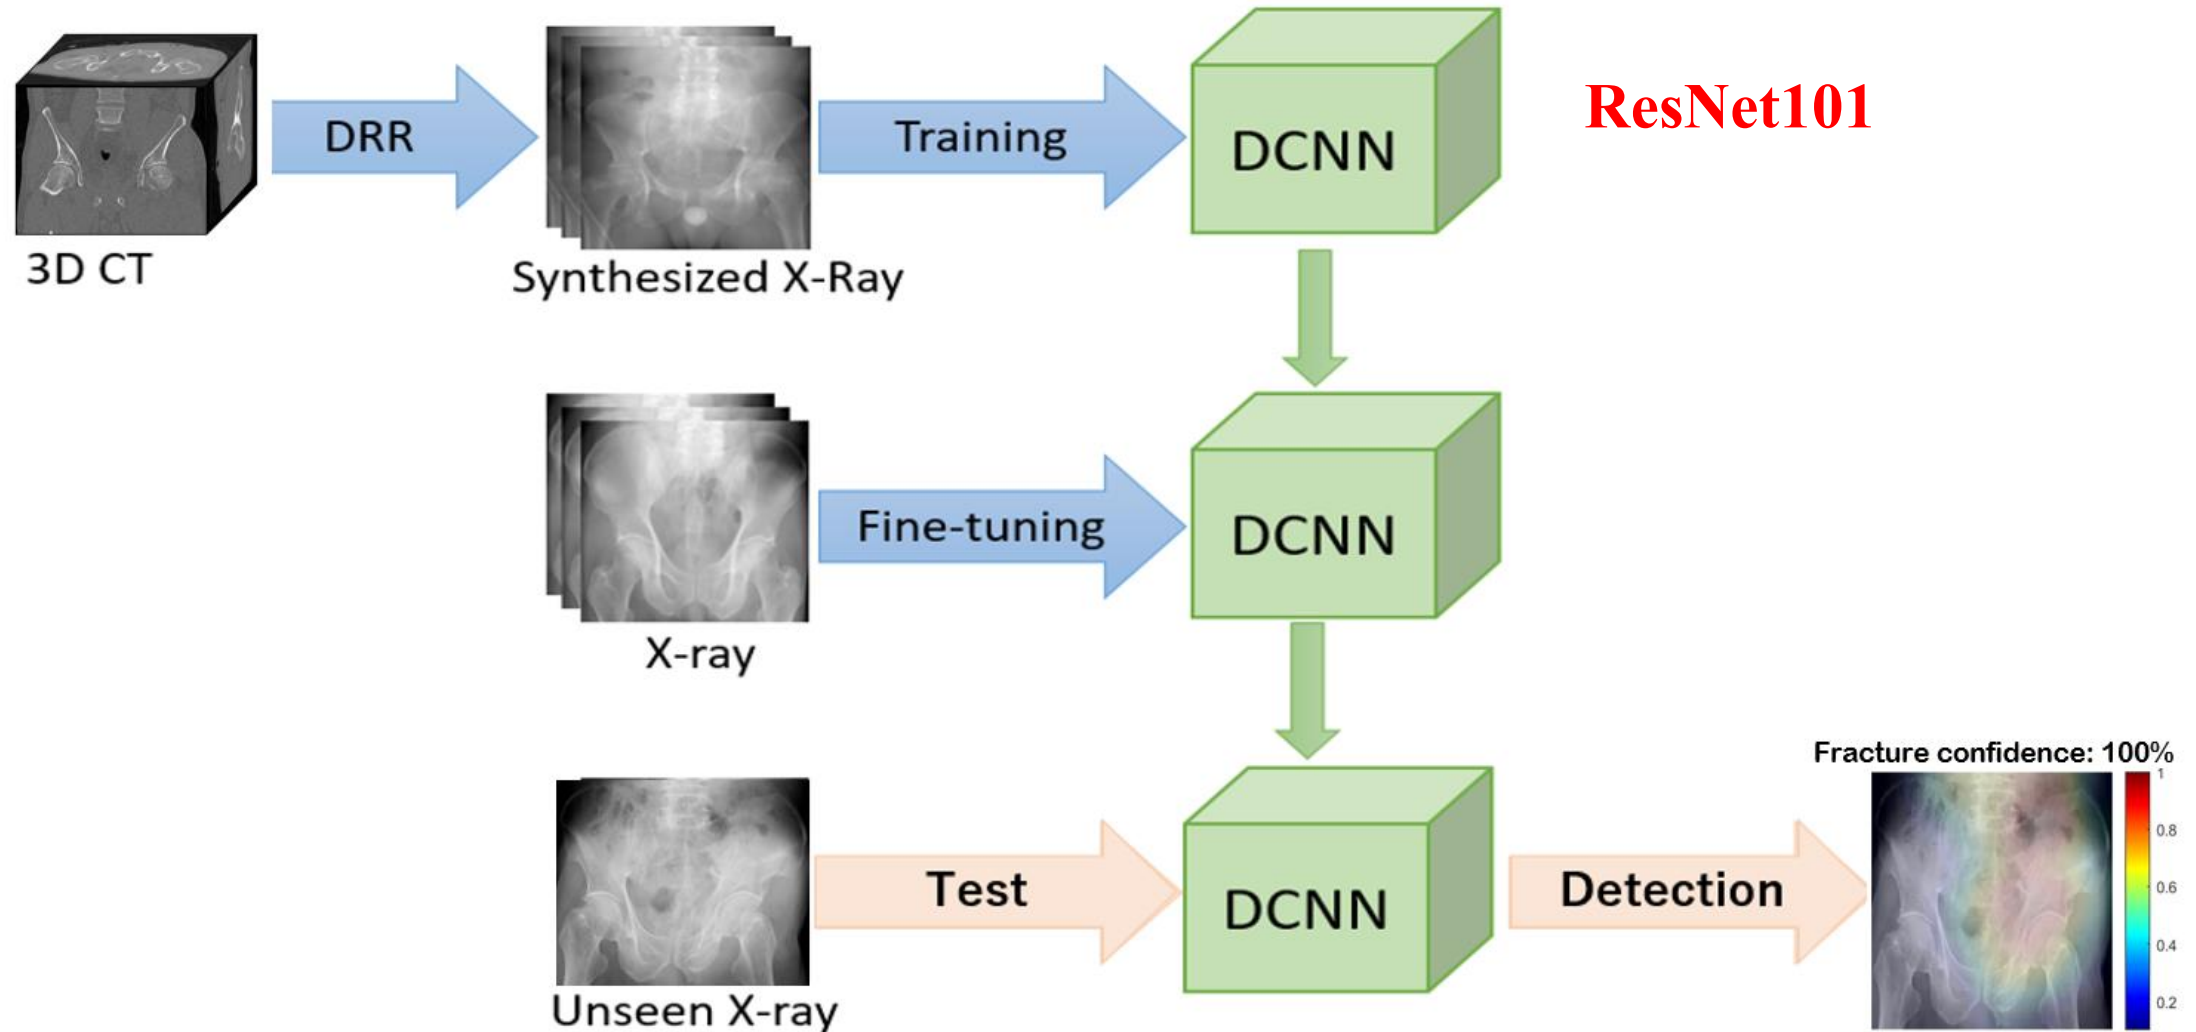 DRR
Training
DCNN
ResNet101
3D CT
Synthesized X-Ray
Fine-tuning
DCNN
X-ray
Fracture confidence: 100%
1
0.8
0.6
0.4
0.2
Test
DCNN
Detection
Unseen X-ray